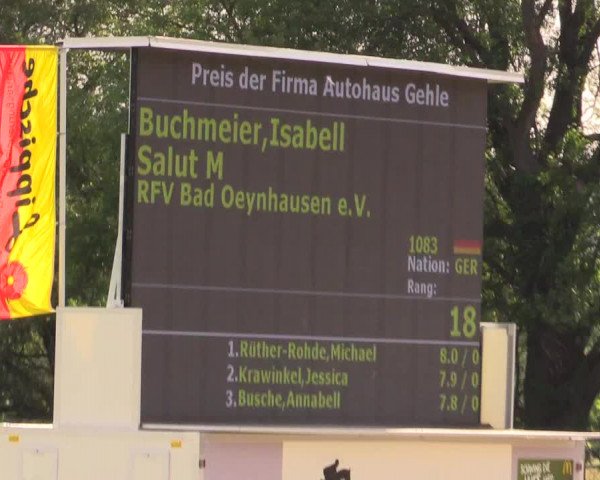 Preis der Firma Autohaus Gehle
Buchmeier,Isabell
Salut M
RFV Bad Oeynhausen e.V.
1083
Nation: GER
Rang:
18
1.Rüther-Rohde,Michael 8.0 / 0
2.Krawinkel,Jessica 7.9 / 0
3.Busche,Annabell 7.8 / 0